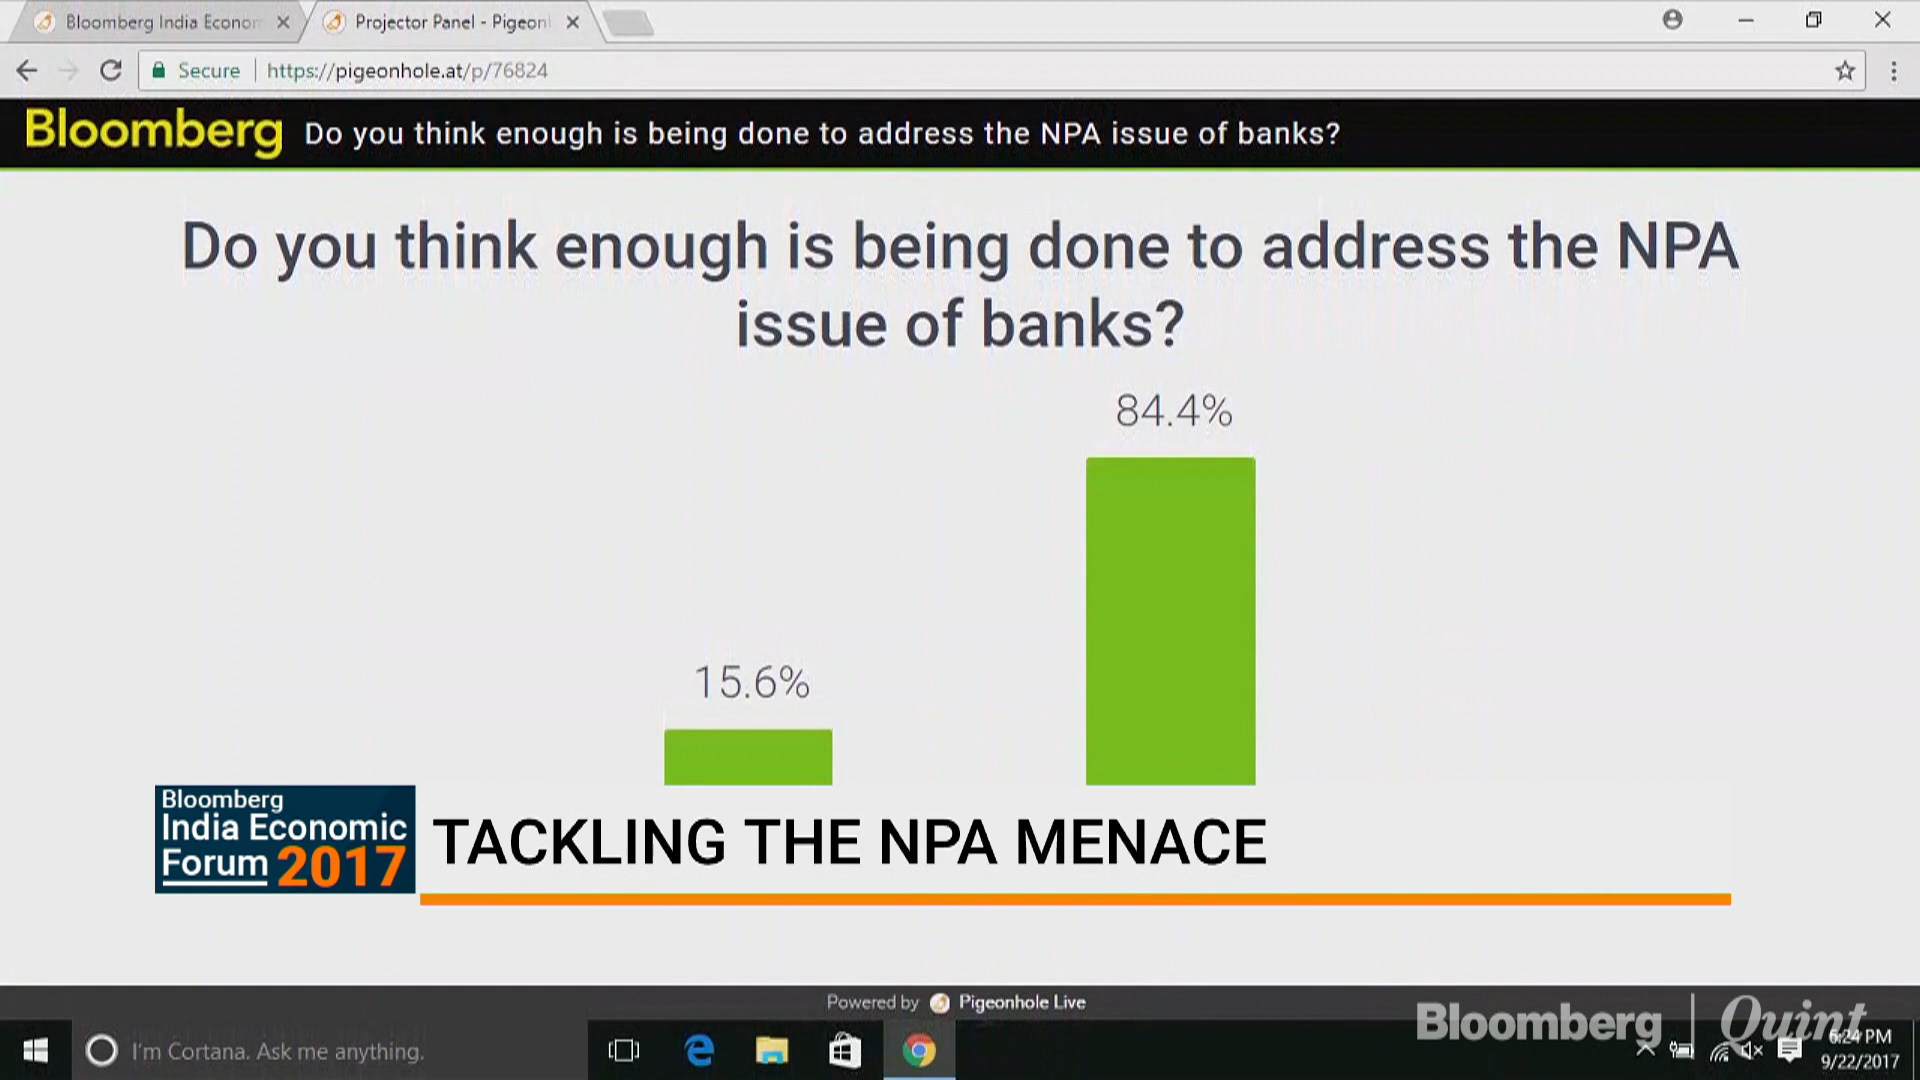 Bloomberg India Econor
Projector Panel - Pigeonl
Secure
https://pigeonhole.at/p/76824
Bloomberg Do you think enough is being done to address the NPA issue of banks?
Do you think enough is being done to address the NPA
issue of banks?
84.4%
15.6%
Bloomberg
India Economic
Forum 2017
TACKLING THE NPA MENACE
Powered by Pigeonhole Live
Bloomberg | Quint
I'm Cortana. Ask me anything.
6:24 PM
9/22/2017